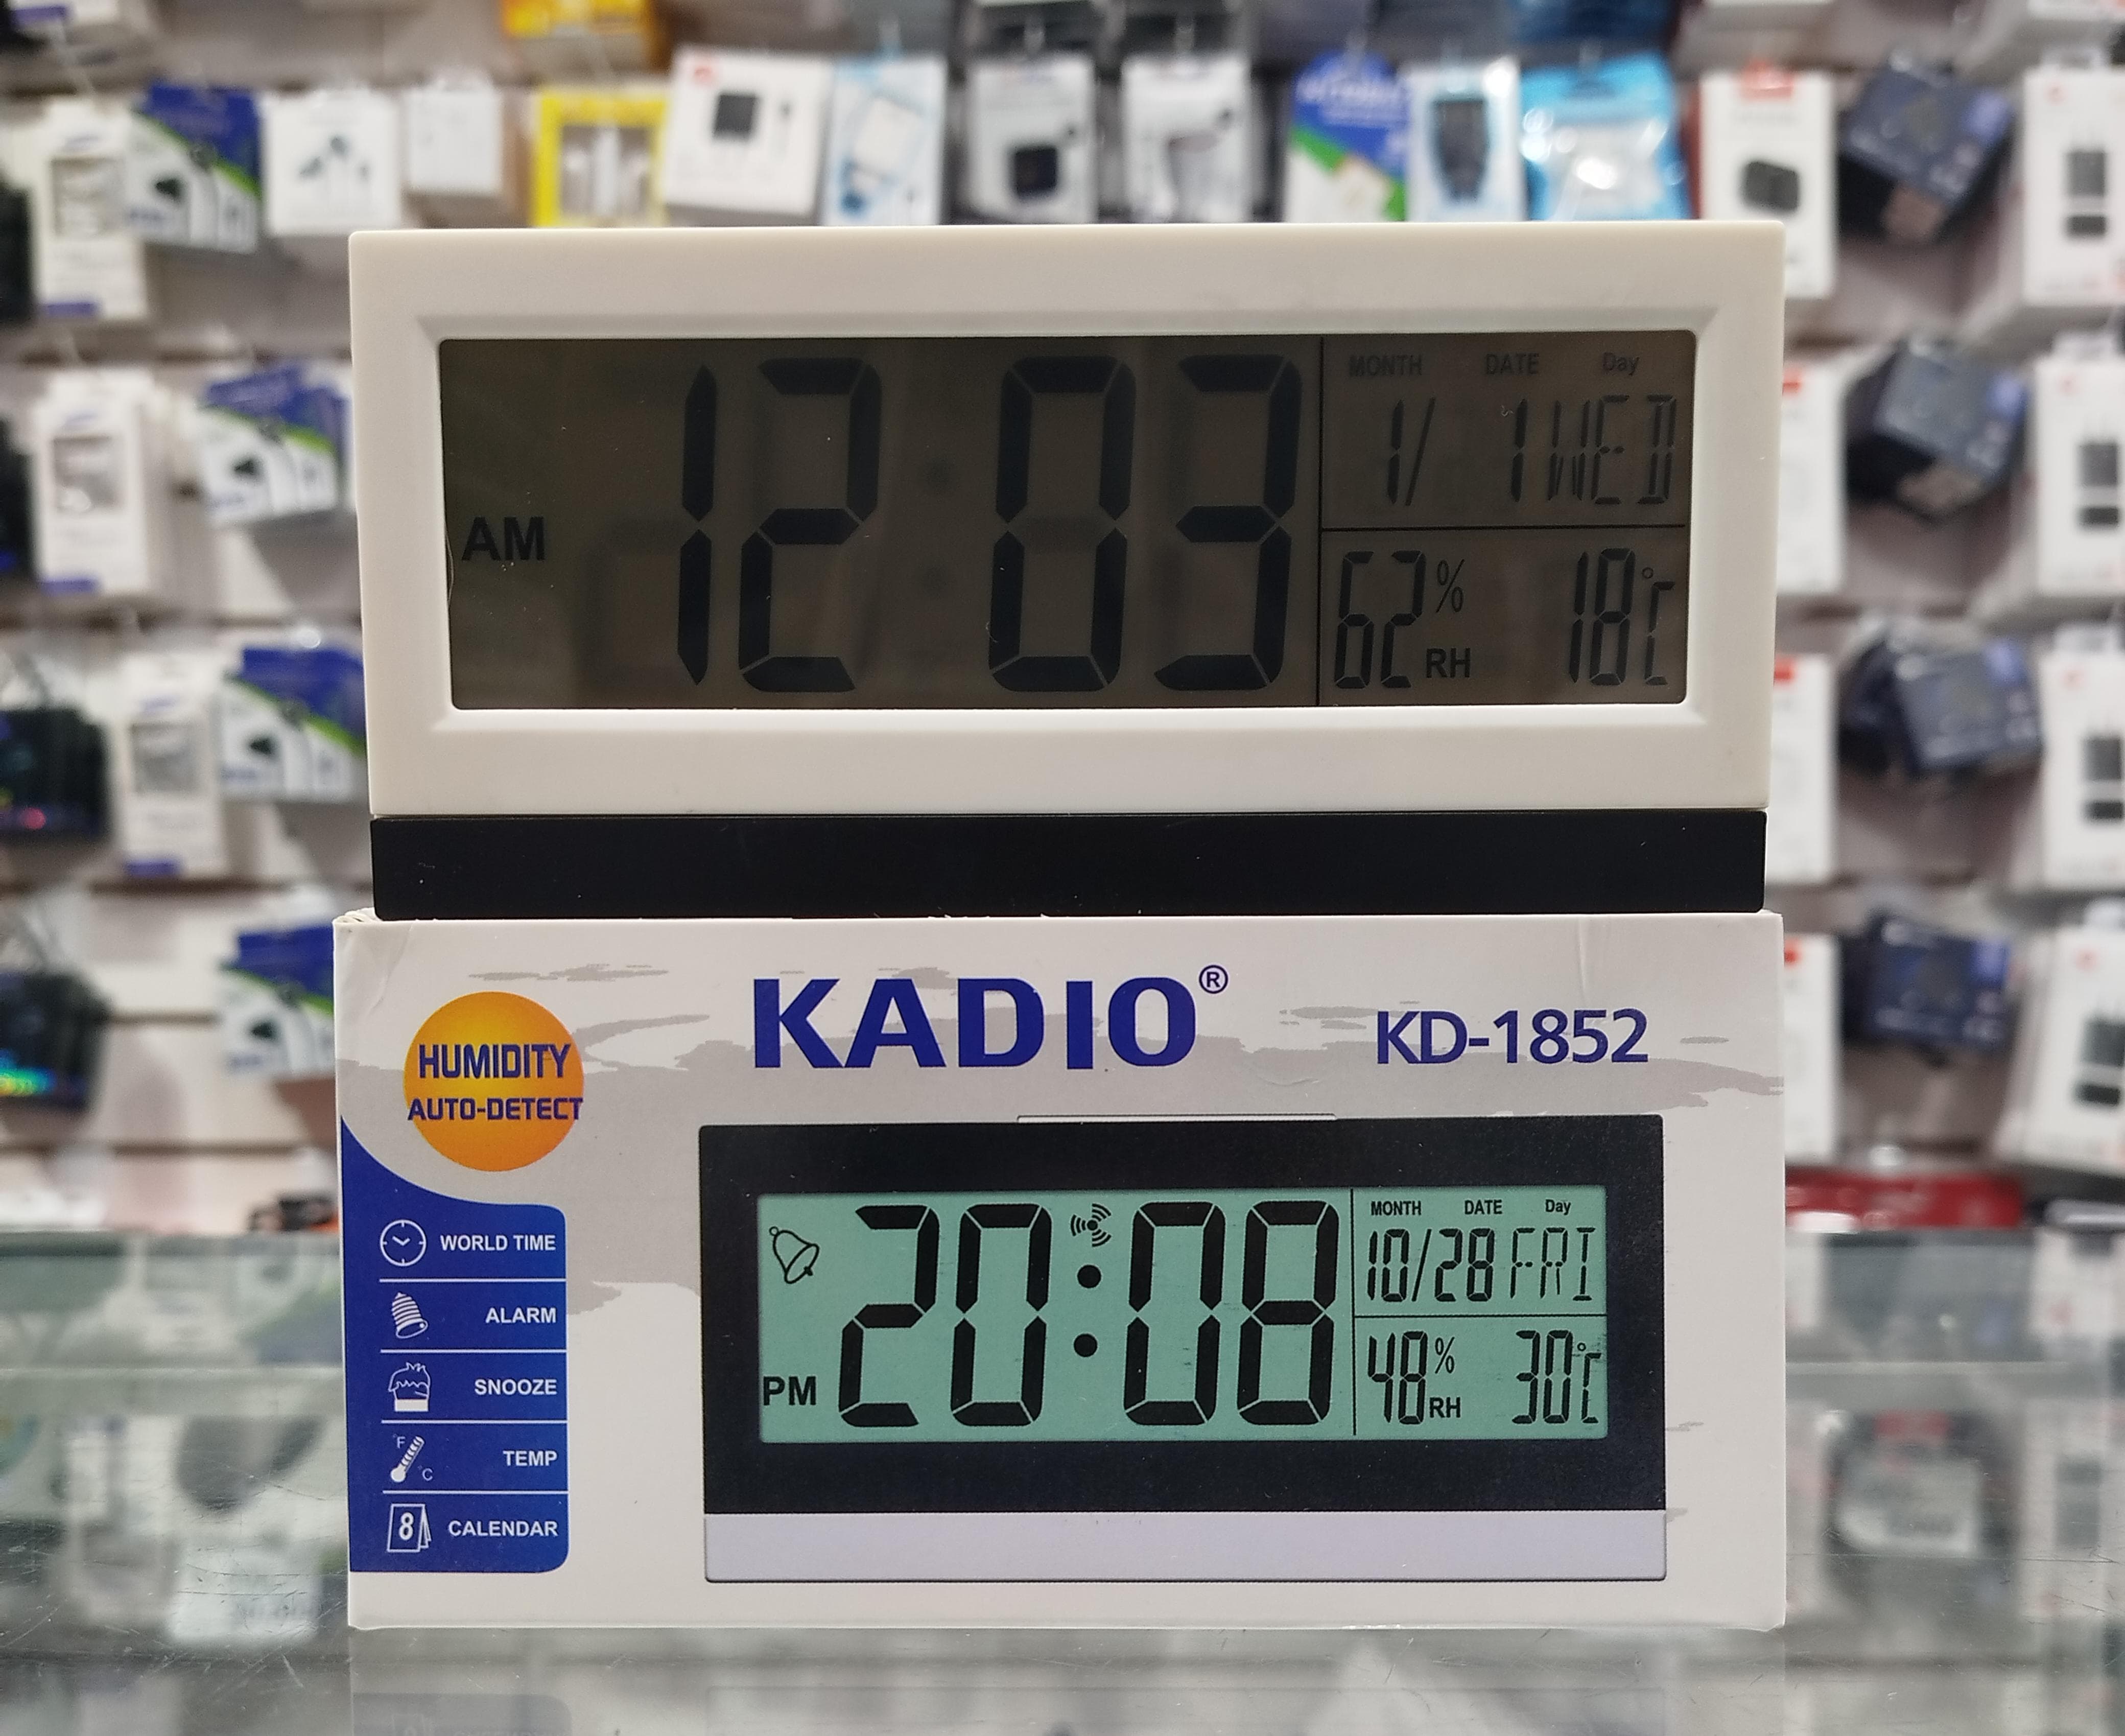 MONTH DATE Day
AM 12:03 1/ 1 WED
62% RH 18°C
KADIO®
KD-1852
HUMIDITY
AUTO-DETECT
WORLD TIME
ALARM
SNOOZE
°F °C TEMP
8 CALENDAR
MONTH DATE Day
20:08 10/28 FRI
PM 48% RH 30°C